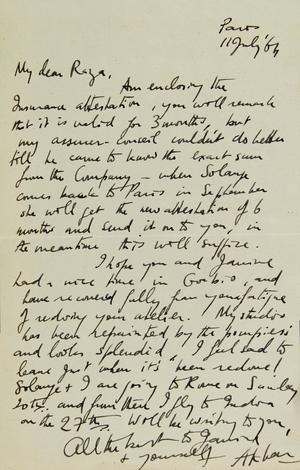 Paris
11 July '64
My dear Raza,
Am enclosing the
Insurance attestation, you will remark
that it is valid for 3 months, but
my assureur-conseil couldn't do better
till he came to know the exact sum
from the Company – when Solange
comes back to Paris in September
she will get the new attestation of 6
months and send it on to you, in
the meantime this will suffice.
I hope you and Janine
had a nice time in Gorbio, and
have recovered fully from your fatigue
of redoing your atelier. My studio
has been repainted by the pompiers
and looks splendid, I feel sad to
leave just when it's been redone!
Solange & I are going to Rome on Sunday
and from there I fly to India
on the 27th. Will be writing to you,
All the best to Janine
& yourself Akbar